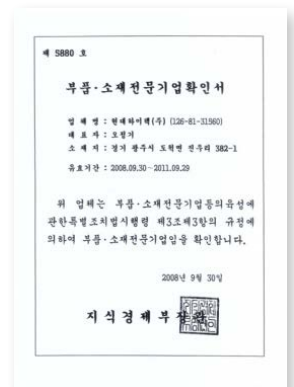 제 5880 호
부품·소재전문기업확인서
업 체 명 : 현대하이텍(주) (126-81-31560)
대 표 자 : 오정거
소 재 지 : 경기 광주시 도척면 진우리 382-1
유효기간 : 2008.09.30~2011.09.29
위 업체는 부품·소재전문기업등의육성에
관한특별조치법시행령 제3조제3항의 규정에
의하여 부품·소재전문기업임을 확인합니다.
2008년 9월 30일
지식경제부장관